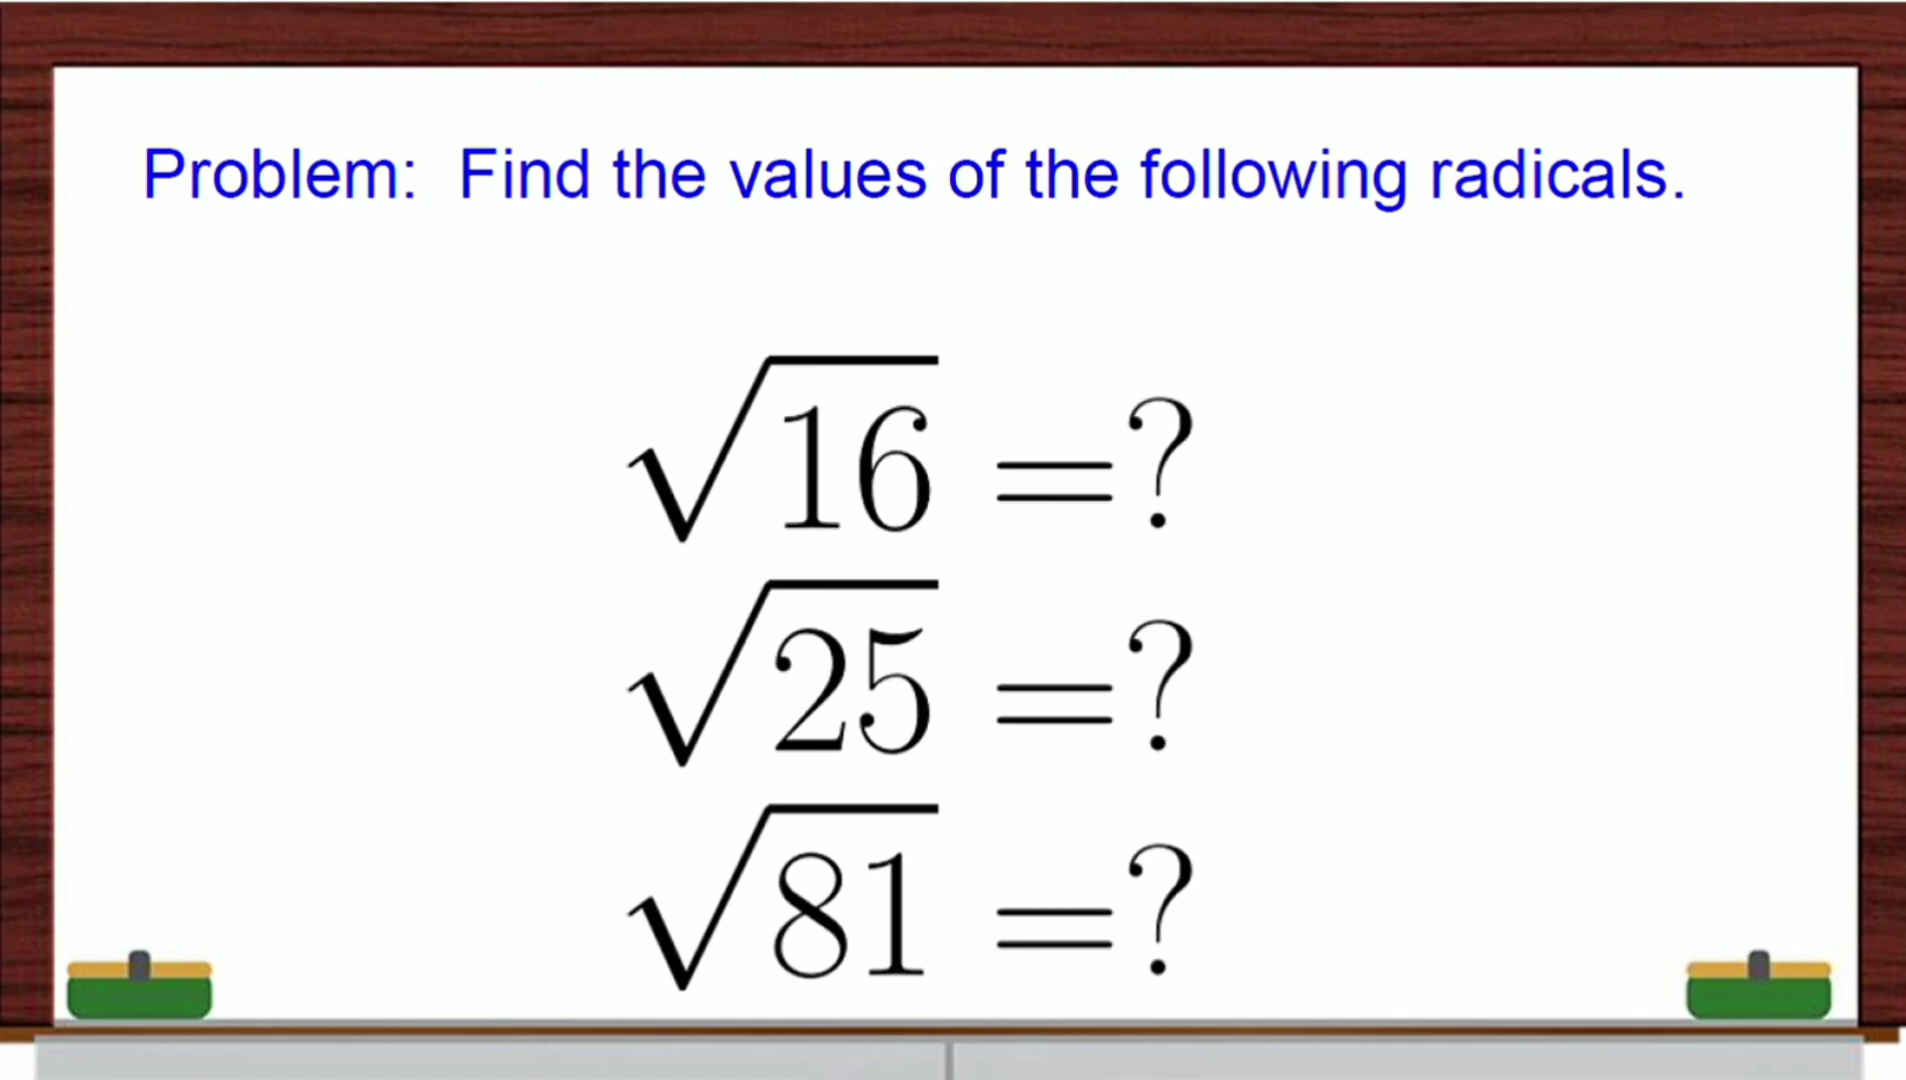 Problem: Find the values of the following radicals.
√16 =?
√25 =?
√81 =?